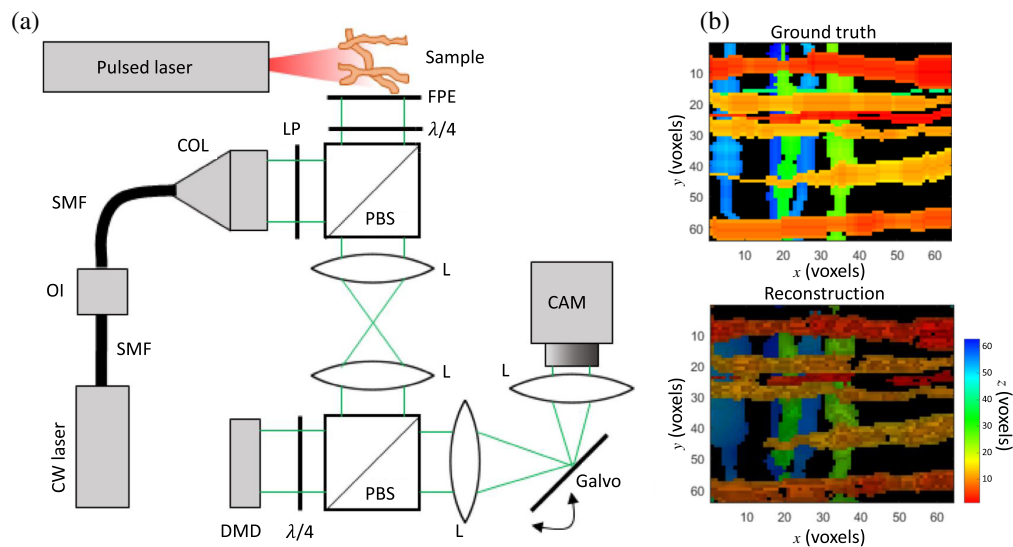 (a)
Pulsed laser
Sample
FPE
λ/4
LP
COL
PBS
SMF
L
OI
CAM
SMF
L
L
CW laser
Galvo
PBS
DMD
λ/4
L
(b)
Ground truth
10
20
30
40
50
60
y (voxels)
10 20 30 40 50 60
x (voxels)
Reconstruction
10
20
30
40
50
60
y (voxels)
10 20 30 40 50 60
x (voxels)
60
50
40
30
20
10
1
z (voxels)